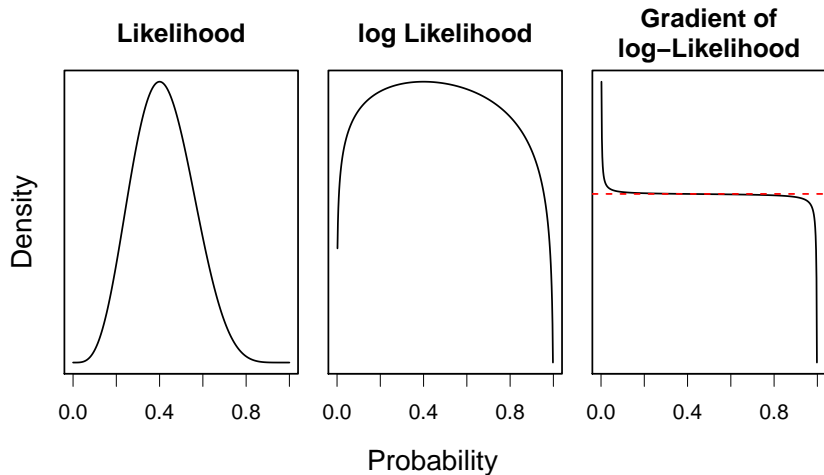 Likelihood
log Likelihood
Gradient of
log−Likelihood
Density
0.0 0.4 0.8
0.0 0.4 0.8
0.0 0.4 0.8
Probability